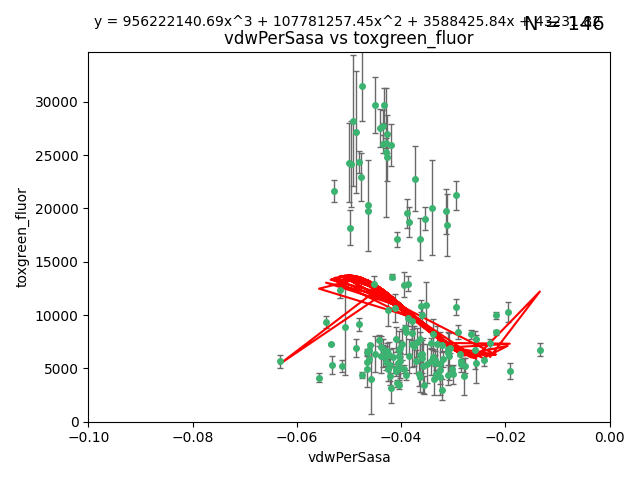 y = 956222140.69x^3 + 107781257.45x^2 + 3588425.84x +
N = 146
vdwPerSasa vs toxgreen_fluor
toxgreen_fluor
30000
25000
20000
15000
10000
5000
0
−0.10
−0.08
−0.06
−0.04
−0.02
0.00
vdwPerSasa